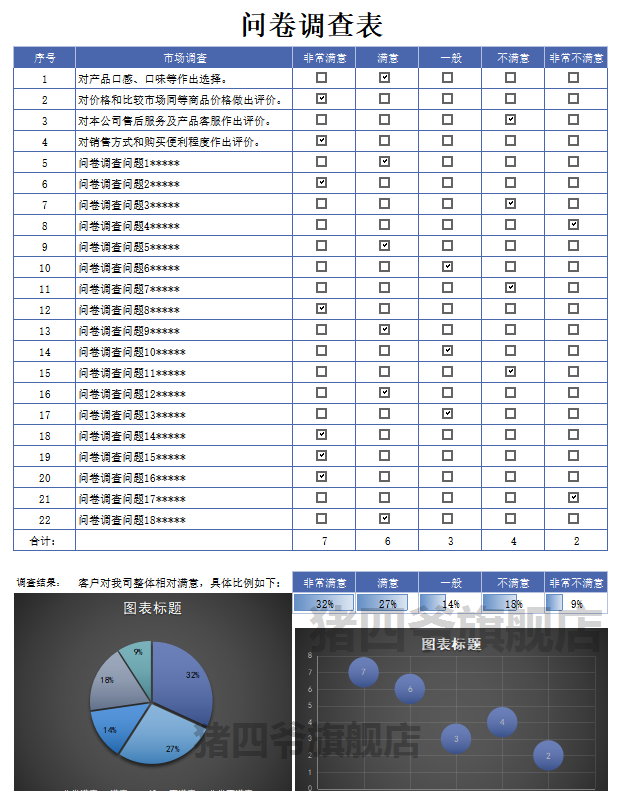 问卷调查表
序号 市场调查 非常满意 满意 一般 不满意 非常不满意
1 对产品口感、口味等作出选择。
2 对价格和比较市场同等商品价格做出评价。
3 对本公司售后服务及产品客服作出评价。
4 对销售方式和购买便利程度作出评价。
5 问卷调查问题1*****
6 问卷调查问题2*****
7 问卷调查问题3*****
8 问卷调查问题4*****
9 问卷调查问题5*****
10 问卷调查问题6*****
11 问卷调查问题7*****
12 问卷调查问题8*****
13 问卷调查问题9*****
14 问卷调查问题10*****
15 问卷调查问题11*****
16 问卷调查问题12*****
17 问卷调查问题13*****
18 问卷调查问题14*****
19 问卷调查问题15*****
20 问卷调查问题16*****
21 问卷调查问题17*****
22 问卷调查问题18*****
合计： 7 6 3 4 2
调查结果： 客户对我司整体相对满意，具体比例如下： 非常满意 满意 一般 不满意 非常不满意
32% 27% 14% 18% 9%
猪四爷旗舰店
图表标题
9%
32%
18%
14%
27%
图表标题
8
7 7
6 6
5
4 4
3 3
2 2
1
0
猪四爷旗舰店